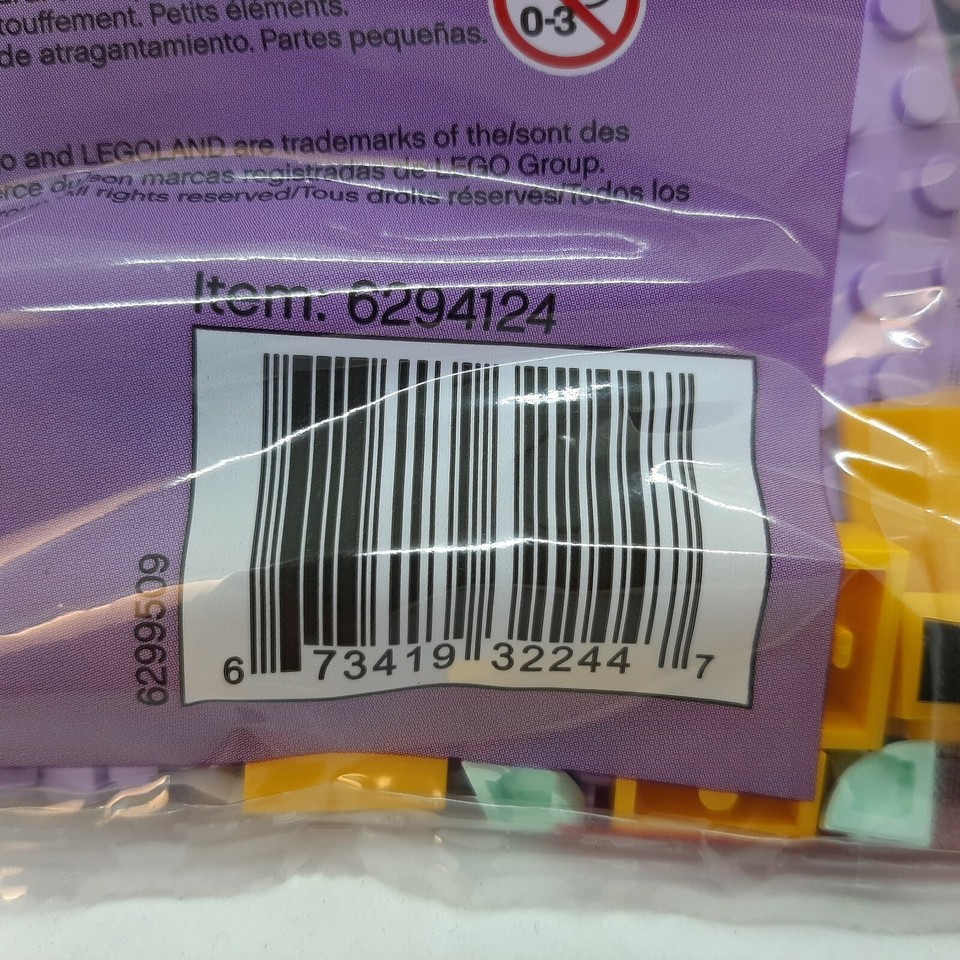 touffement. Petits éléments.
de atragantamiento. Partes pequeñas.
0-3
o and LEGOLAND are trademarks of the/sont des
son marcas registradas de LEGO Group.
rights reserved/Tous droits réservés/Todos los
Item: 6294124
6299509
6 73419 32244 7